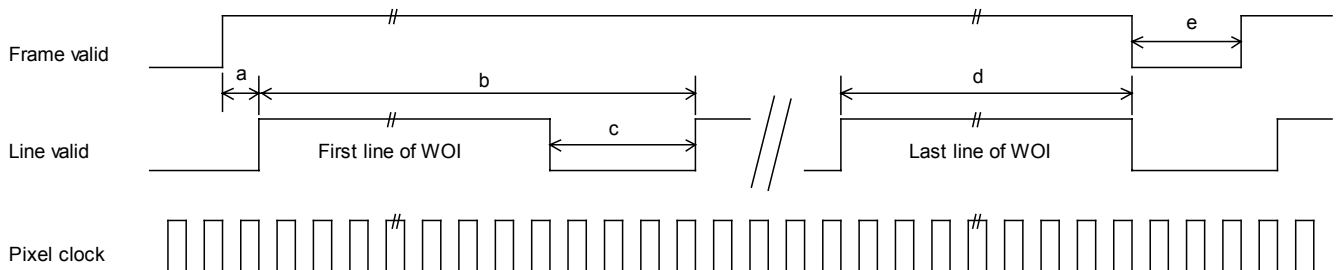 Frame valid
e
a
b
d
c
Line valid
First line of WOI
Last line of WOI
Pixel clock